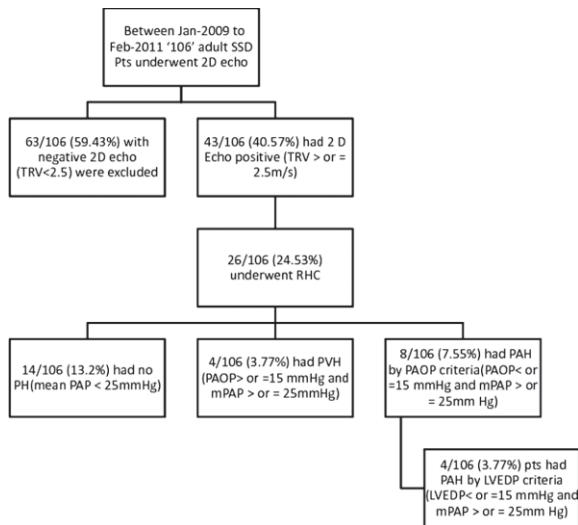 Between Jan-2009 to
Feb-2011 '106' adult SSD
Pts underwent 2D echo
63/106 (59.43%) with
negative 2D echo
(TRV<2.5) were excluded
43/106 (40.57%) had 2 D
Echo positive (TRV > or =
2.5m/s)
26/106 (24.53%)
underwent RHC
14/106 (13.2%) had no
PH(mean PAP < 25mmHg)
4/106 (3.77%) had PVH
(PAOP> or =15 mmHg and
mPAP > or = 25mmHg)
8/106 (7.55%) had PAH
by PAOP criteria(PAOP< or
=15 mmHg and mPAP > or
= 25mm Hg)
4/106 (3.77%) pts had
PAH by LVEDP criteria
(LVEDP< or =15 mmHg and
mPAP > or = 25mm Hg)